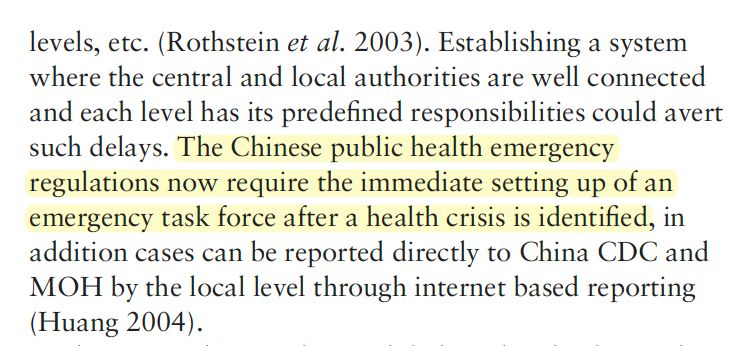 levels, etc. (Rothstein et al. 2003). Establishing a system
where the central and local authorities are well connected
and each level has its predefined responsibilities could avert
such delays. The Chinese public health emergency
regulations now require the immediate setting up of an
emergency task force after a health crisis is identified, in
addition cases can be reported directly to China CDC and
MOH by the local level through internet based reporting
(Huang 2004).